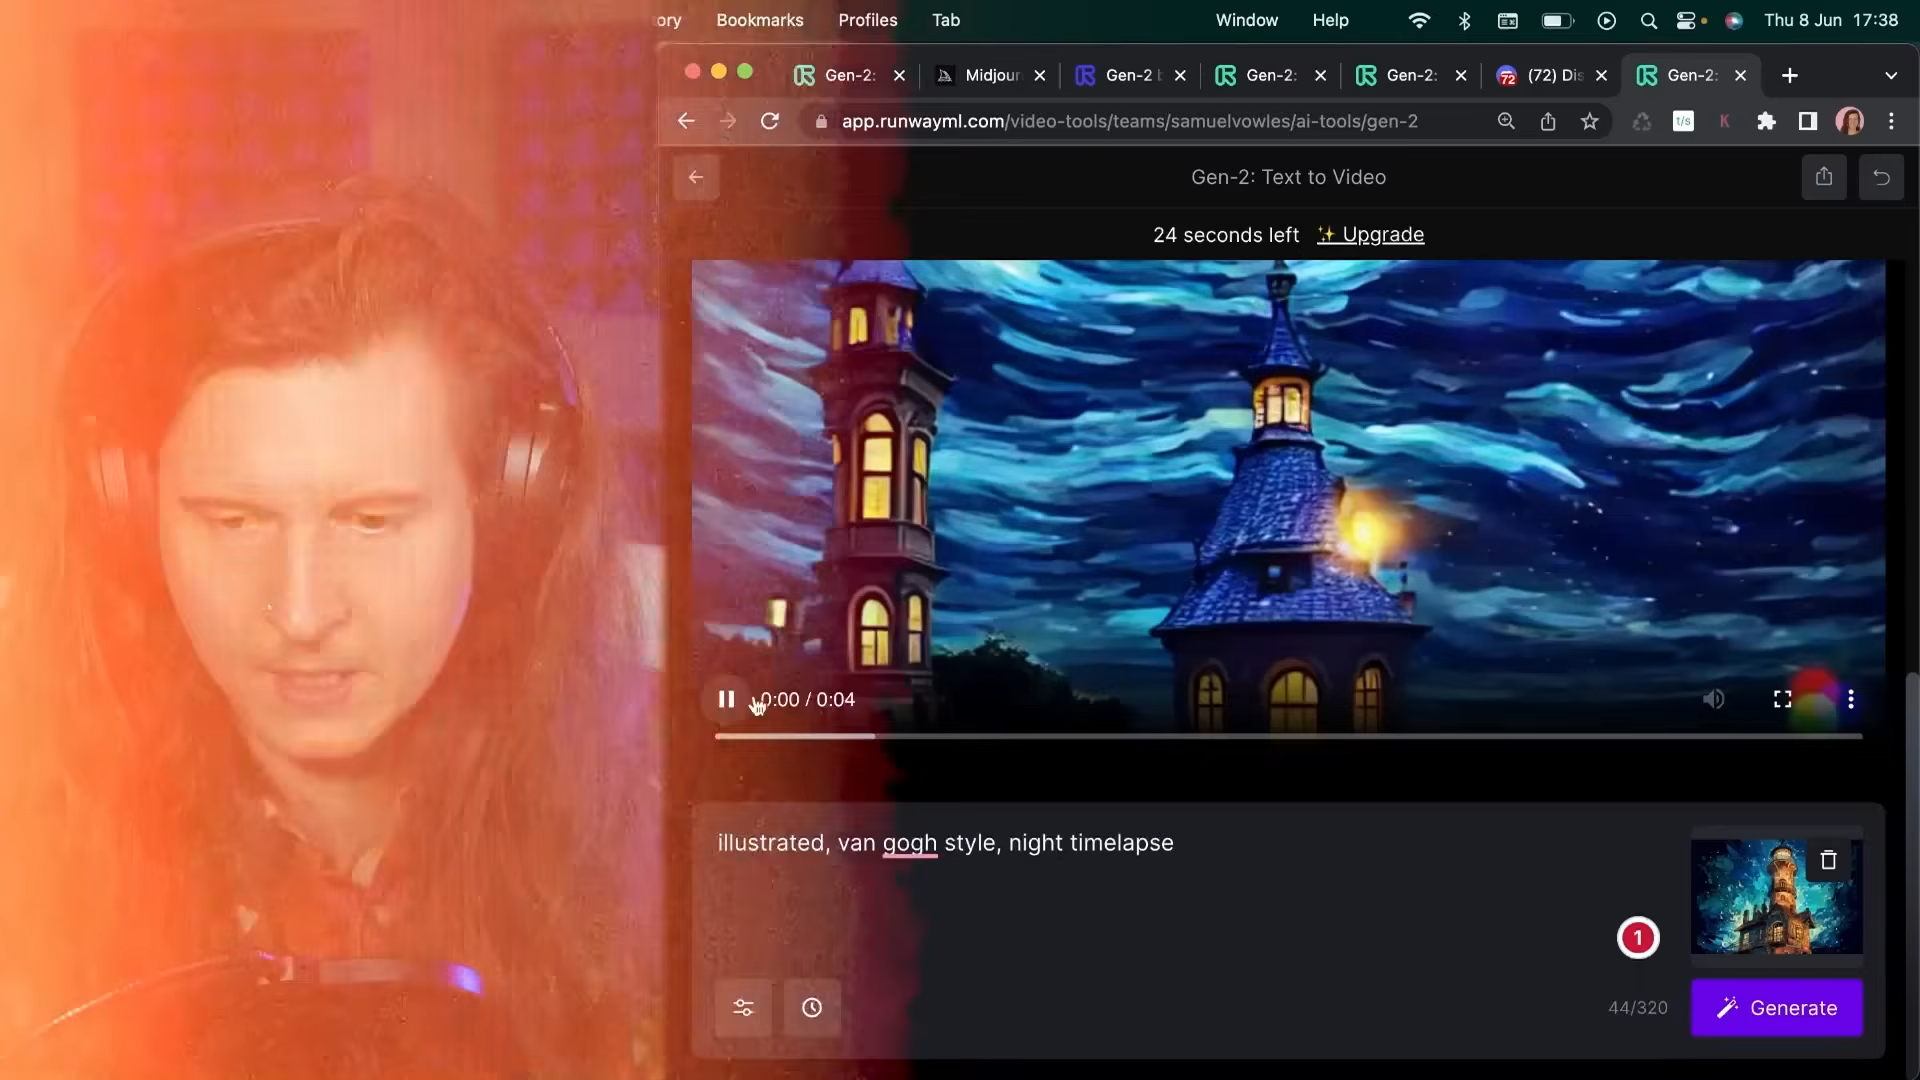 ory Bookmarks Profiles Tab Window Help Thu 8 Jun 17:38
Gen-2: Midjour Gen-2 Gen-2: Gen-2: 72 (72) Dis Gen-2:
app.runwayml.com/video-tools/teams/samuelvowles/ai-tools/gen-2 t/s K
Gen-2: Text to Video
24 seconds left Upgrade
0:00 / 0:04
illustrated, van gogh style, night timelapse
1
44/320 Generate